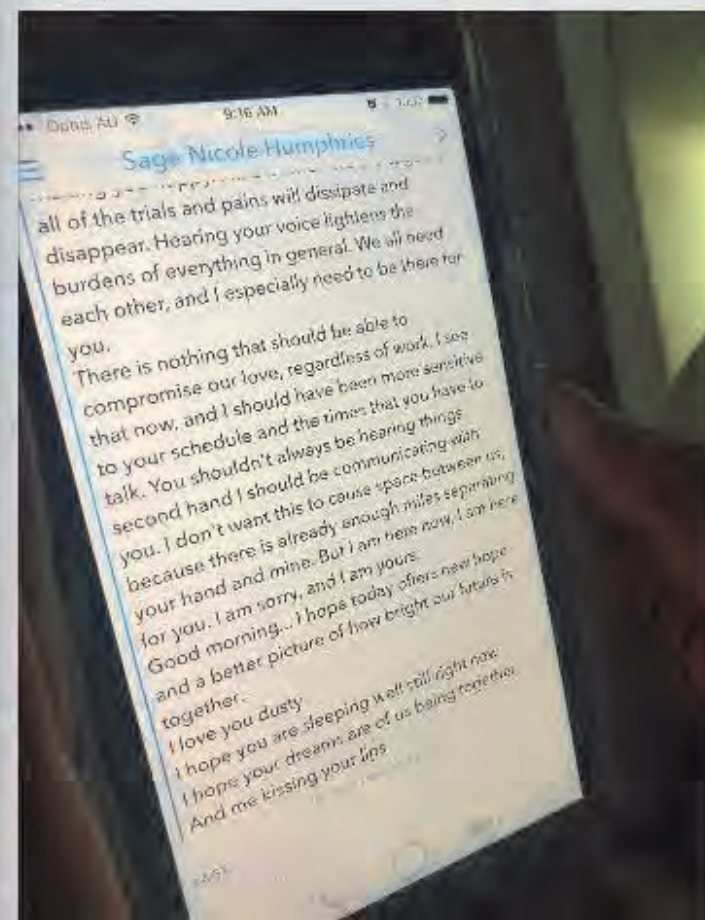 9:16 AM
Sage Nicole Humphries
all of the trials and pains will dissipate and
disappear. Hearing your voice lightens the
burdens of everything in general. We all need
each other, and I especially need to be there for
you.
There is nothing that should be able to
compromise our love, regardless of work. I see
that now, and I should have been more sensitive
to your schedule and the times that you have to
talk. You shouldn't always be hearing things
second hand I should be communicating with
you. I don't want this to cause space between us,
because there is already enough miles separating
your hand and mine. But I am here now, I am here
for you. I am sorry, and I am yours.
Good morning... I hope today offers new hope
and a better picture of how bright our future is
together.
I love you dusty
I hope you are sleeping well still right now
I hope your dreams are of us being together
And me kissing your lips